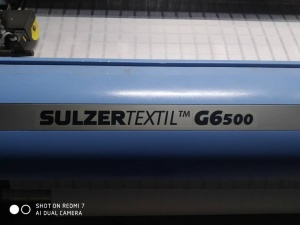 SULZERTEXTIL™ G6500
SHOT ON REDMI 7
AI DUAL CAMERA